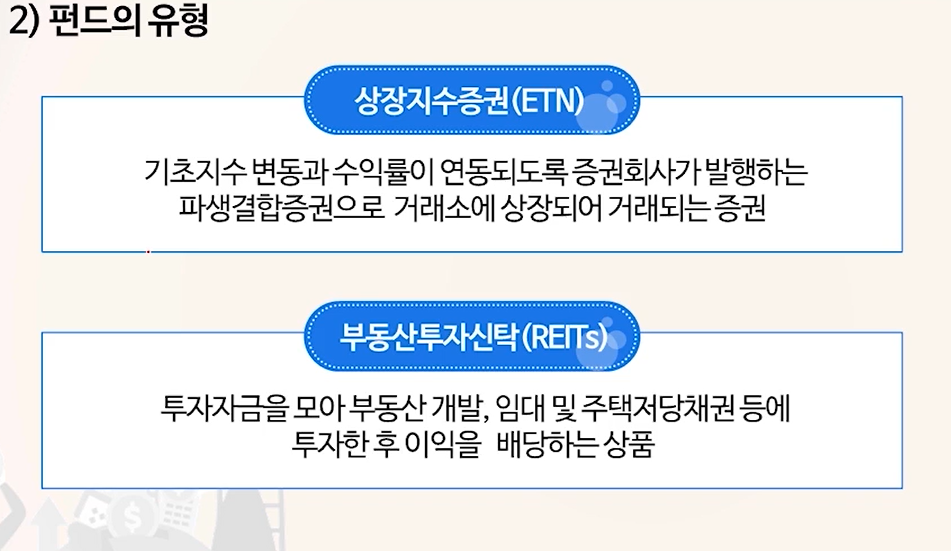 2) 펀드의 유형
상장지수증권(ETN)
기초지수 변동과 수익률이 연동되도록 증권회사가 발행하는
파생결합증권으로 거래소에 상장되어 거래되는 증권
부동산투자신탁(REITs)
투자자금을 모아 부동산 개발, 임대 및 주택저당채권 등에
투자한 후 이익을 배당하는 상품